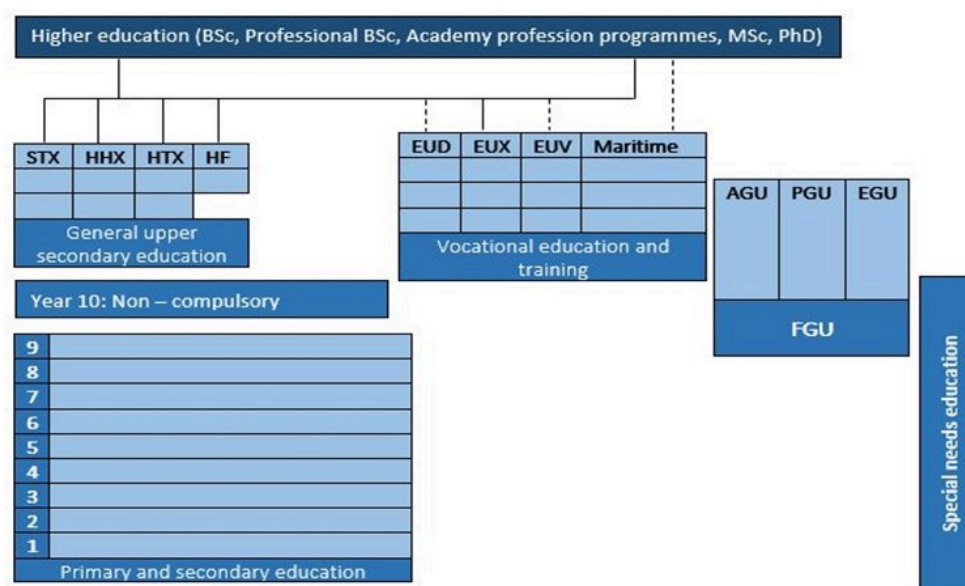 Higher education (BSc, Professional BSc, Academy profession programmes, MSc, PhD)
STX HHX HTX HF
General upper
secondary education
EUD EUX EUV Maritime
Vocational education and
training
AGU PGU EGU
FGU
Special needs education
Year 10: Non – compulsory
9
8
7
6
5
4
3
2
1
Primary and secondary education